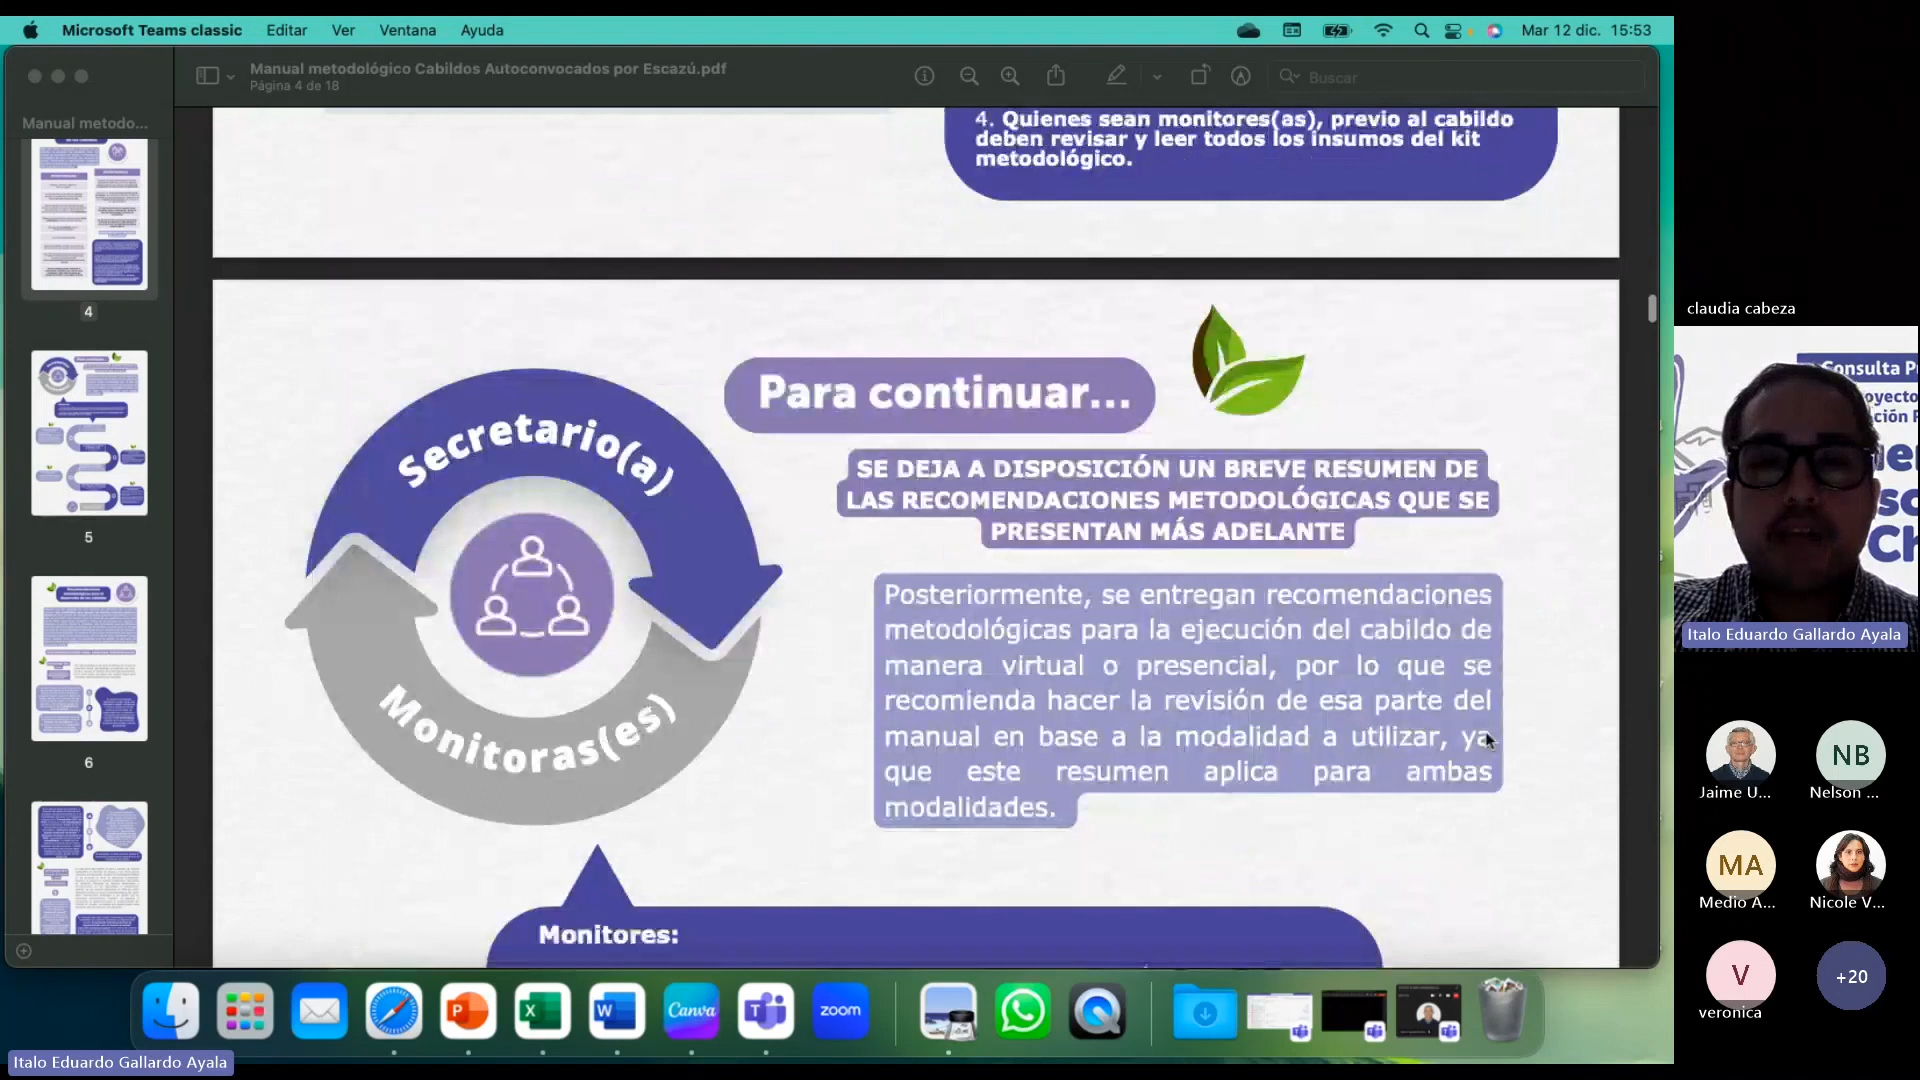 Microsoft Teams classic
Editar
Ver
Ventana
Ayuda
Mar 12 dic. 15:53
Manual metodo...
Manual metodológico Cabildos Autoconvocados por Escazú.pdf
Página 4 de 18
Buscar
4
5
6
4. Quienes sean monitores(as), previo al cabildo
deben revisar y leer todos los insumos del kit
metodológico.
Secretario(a)
Monitoras(es)
Para continuar...
SE DEJA A DISPOSICIÓN UN BREVE RESUMEN DE
LAS RECOMENDACIONES METODOLÓGICAS QUE SE
PRESENTAN MÁS ADELANTE
Posteriormente, se entregan recomendaciones
metodológicas para la ejecución del cabildo de
manera virtual o presencial, por lo que se
recomienda hacer la revisión de esa parte del
manual en base a la modalidad a utilizar, ya
que este resumen aplica para ambas
modalidades.
Monitores:
Canva
zoom
Italo Eduardo Gallardo Ayala
claudia cabeza
Consulta P
oyecto
ción
Ch
Italo Eduardo Gallardo Ayala
Jaime U...
NB
Nelson ...
MA
Medio A...
Nicole V...
V
veronica
+20